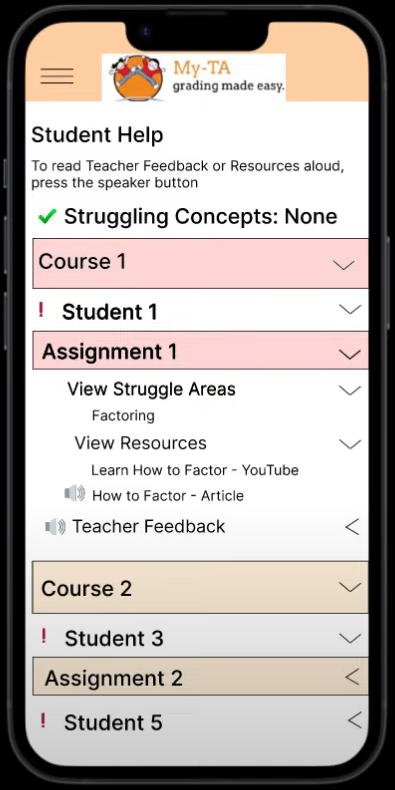 My-TA
grading made easy.
Student Help
To read Teacher Feedback or Resources aloud,
press the speaker button
Struggling Concepts: None
Course 1
! Student 1
Assignment 1
View Struggle Areas
Factoring
View Resources
Learn How to Factor - YouTube
How to Factor - Article
Teacher Feedback
Course 2
! Student 3
Assignment 2
! Student 5